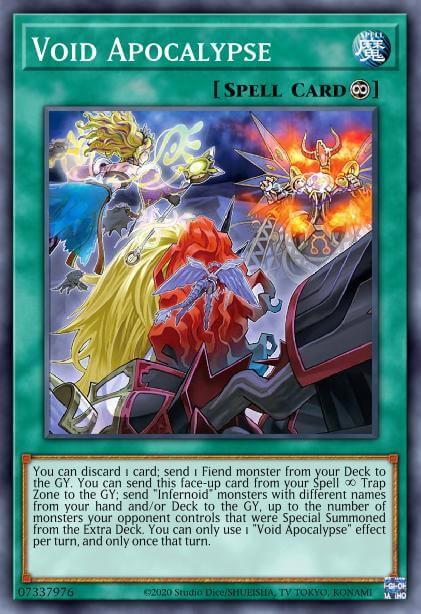 Void Apocalypse
SPELL
魔
[Spell Card∞]
You can discard 1 card; send 1 Fiend monster from your Deck to
the GY. You can send this face-up card from your Spell ∞ Trap
Zone to the GY; send "Infernoid" monsters with different names
from your hand and/or Deck to the GY, up to the number of
monsters your opponent controls that were Special Summoned
from the Extra Deck. You can only use 1 "Void Apocalypse" effect
per turn, and only once that turn.
07337976
©2020 Studio Dice/SHUEISHA, TV TOKYO, KONAMI